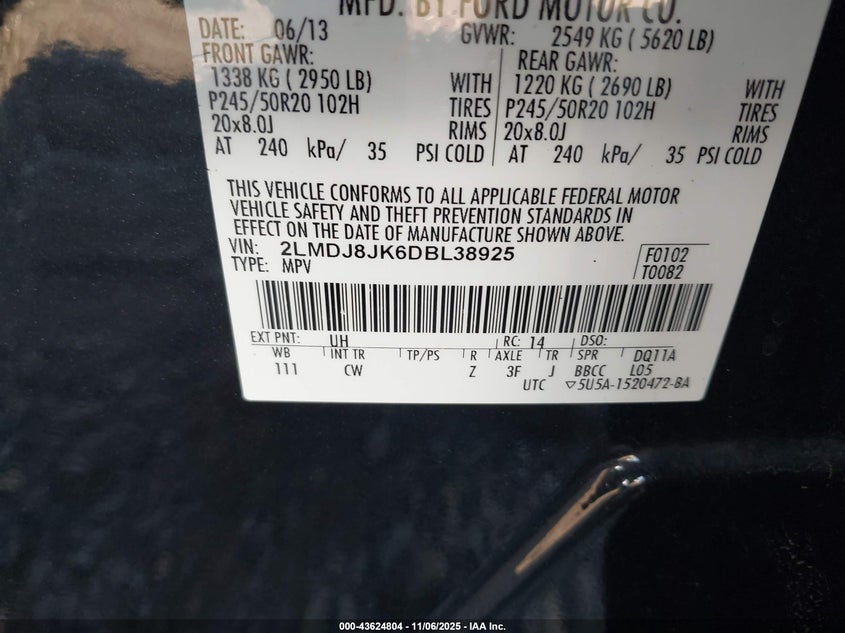 MFD. BY FORD MOTOR CO.
DATE: 06/13 GVWR: 2549 KG ( 5620 LB)
FRONT GAWR: REAR GAWR:
1338 KG ( 2950 LB) WITH 1220 KG ( 2690 LB) WITH
P245/50R20 102H TIRES P245/50R20 102H TIRES
20x8.0J RIMS 20x8.0J RIMS
AT 240 kPa/ 35 PSI COLD AT 240 kPa/ 35 PSI COLD
THIS VEHICLE CONFORMS TO ALL APPLICABLE FEDERAL MOTOR
VEHICLE SAFETY AND THEFT PREVENTION STANDARDS IN
EFFECT ON THE DATE OF MANUFACTURE SHOWN ABOVE.
VIN: 2LMDJ8JK6DBL38925 F0102
TYPE: MPV T0082
EXT PNT: UH RC: 14 DSO:
WB INT TR TP/PS R AXLE TR SPR DQ11A
111 CW Z 3F J BBCC L05
UTC ▽5U5A-1520472-BA
000-43624804 - 11/06/2025 - IAA Inc.